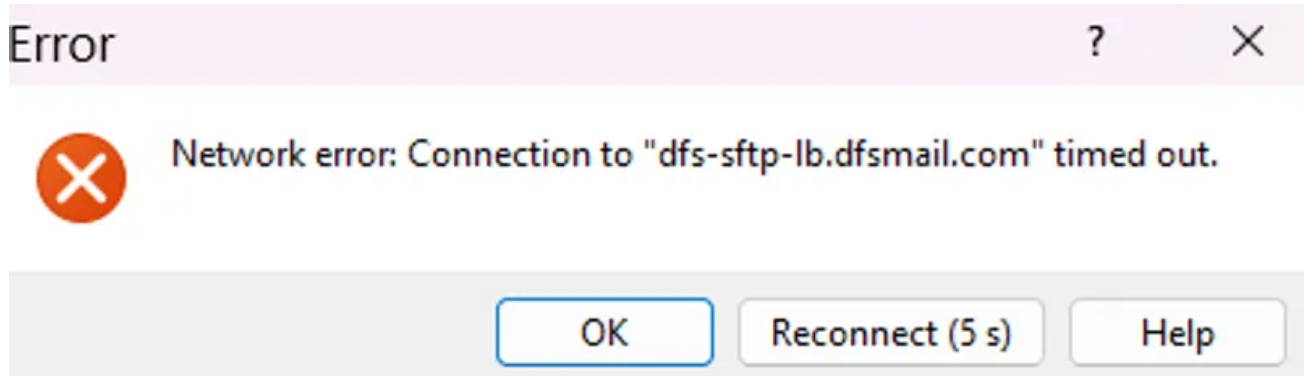 Error
?
Network error: Connection to "dfs-sftp-lb.dfsmail.com" timed out.
OK
Reconnect (5 s)
Help